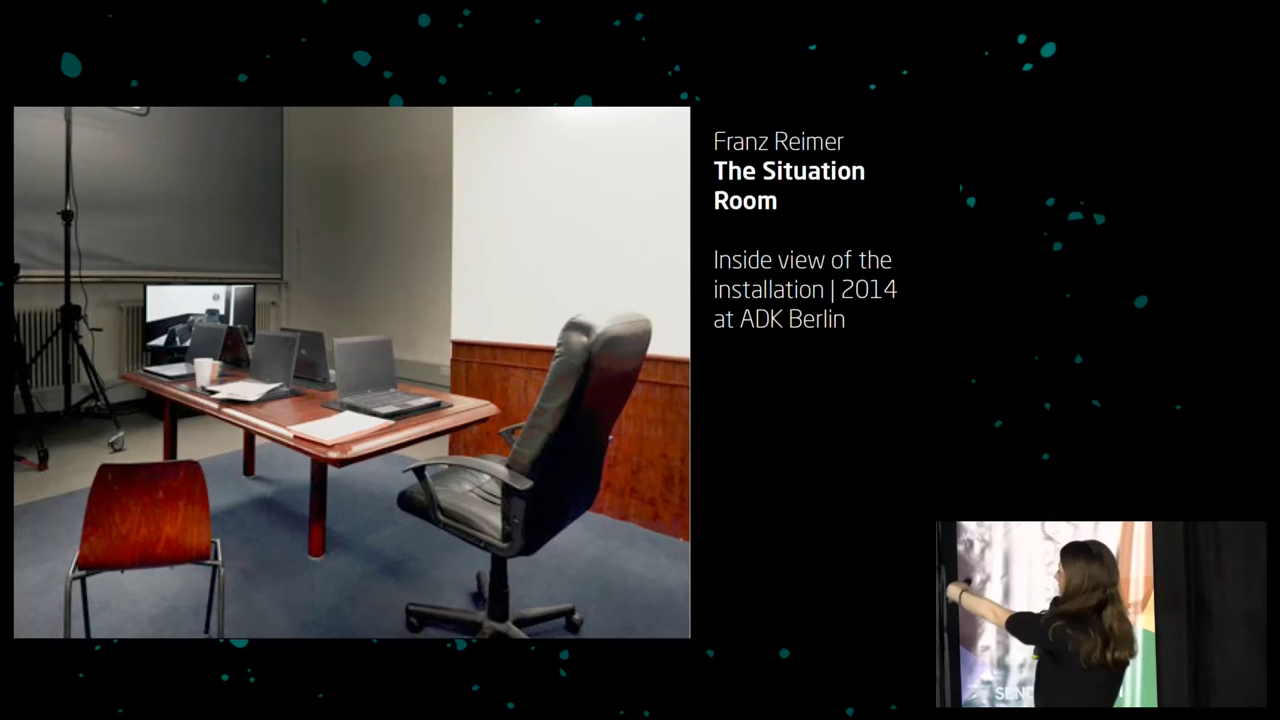 Franz Reimer
The Situation
Room
Inside view of the
installation | 2014
at ADK Berlin